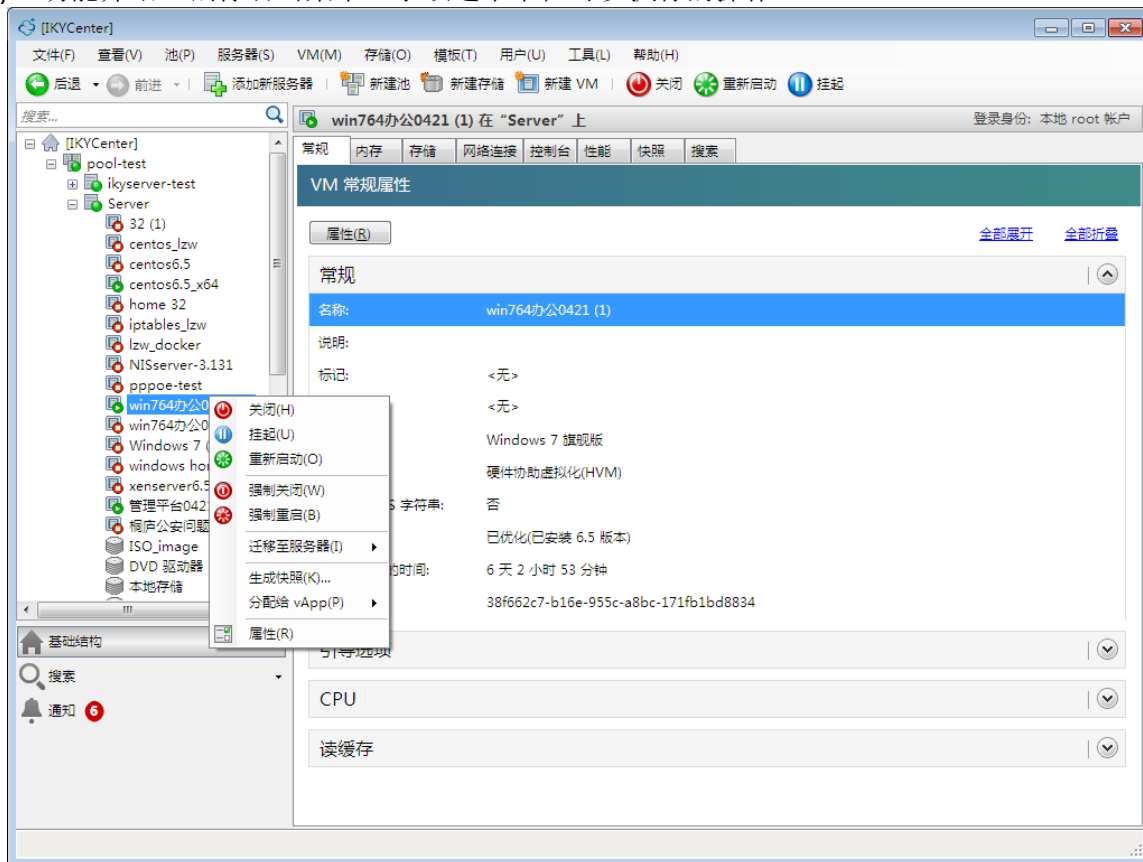 [IKYCenter]
文件(F) 查看(V) 池(P) 服务器(S) VM(M) 存储(O) 模板(T) 用户(U) 工具(L) 帮助(H)
后退 前进 添加新服务器 新建池 新建存储 新建 VM 关闭 重新启动 挂起
搜索...
win764办公0421 (1) 在 “Server” 上 登录身份: 本地 root 帐户
[IKYCenter]
pool-test
ikyserver-test
Server
32 (1)
centos_lzw
centos6.5
centos6.5_x64
home 32
iptables_lzw
lzw_docker
NISserver-3.131
pppoe-test
win764办公0
win764办公0
Windows 7 (
windows ho
xenserver6.5
管理平台042
桐庐公安问题
ISO_image
DVD 驱动器
本地存储
基础结构
搜索
通知 6
关闭(H)
挂起(U)
重新启动(O)
强制关闭(W)
强制重启(B)
迁移至服务器(I)
生成快照(K)...
分配给 vApp(P)
属性(R)
常规 内存 存储 网络连接 控制台 性能 快照 搜索
VM 常规属性
属性(R) 全部展开 全部折叠
常规
名称: win764办公0421 (1)
说明:
标记: <无>
<无>
Windows 7 旗舰版
硬件协助虚拟化(HVM)
字符串: 否
已优化(已安装 6.5 版本)
的时间: 6 天 2 小时 53 分钟
38f662c7-b16e-955c-a8bc-171fb1bd8834
引导选项
CPU
读缓存